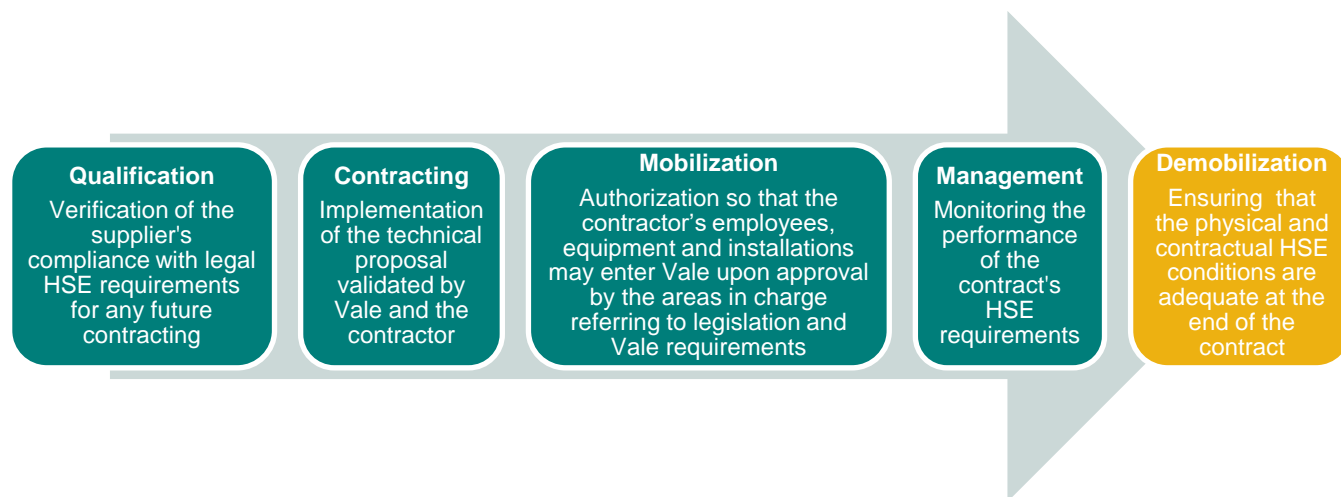 Qualification
Verification of the
supplier's
compliance with legal
HSE requirements
for any future
contracting
Contracting
Implementation
of the technical
proposal
validated by
Vale and the
contractor
Mobilization
Authorization so that the
contractor’s employees,
equipment and installations
may enter Vale upon approval
by the areas in charge
referring to legislation and
Vale requirements
Management
Monitoring the
performance
of the
contract's
HSE
requirements
Demobilization
Ensuring that
the physical and
contractual HSE
conditions are
adequate at the
end of the
contract